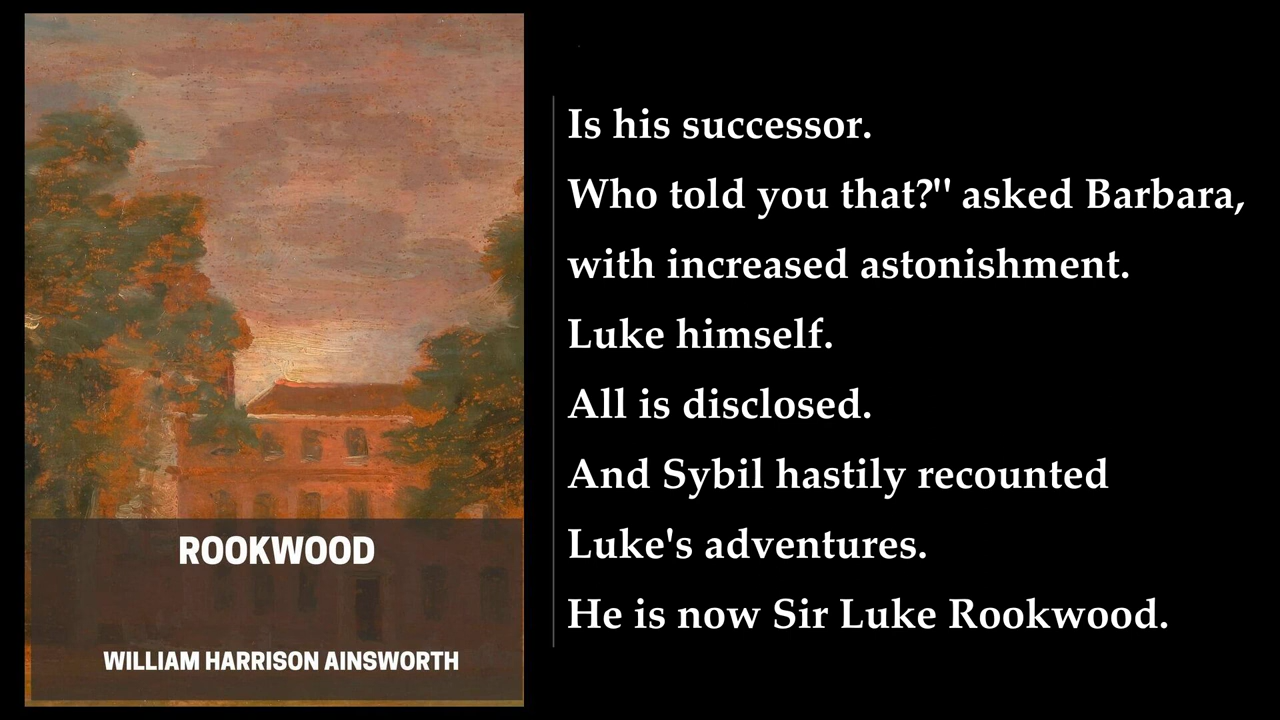 ROOKWOOD
WILLIAM HARRISON AINSWORTH
Is his successor.
Who told you that?" asked Barbara,
with increased astonishment.
Luke himself.
All is disclosed.
And Sybil hastily recounted
Luke's adventures.
He is now Sir Luke Rookwood.